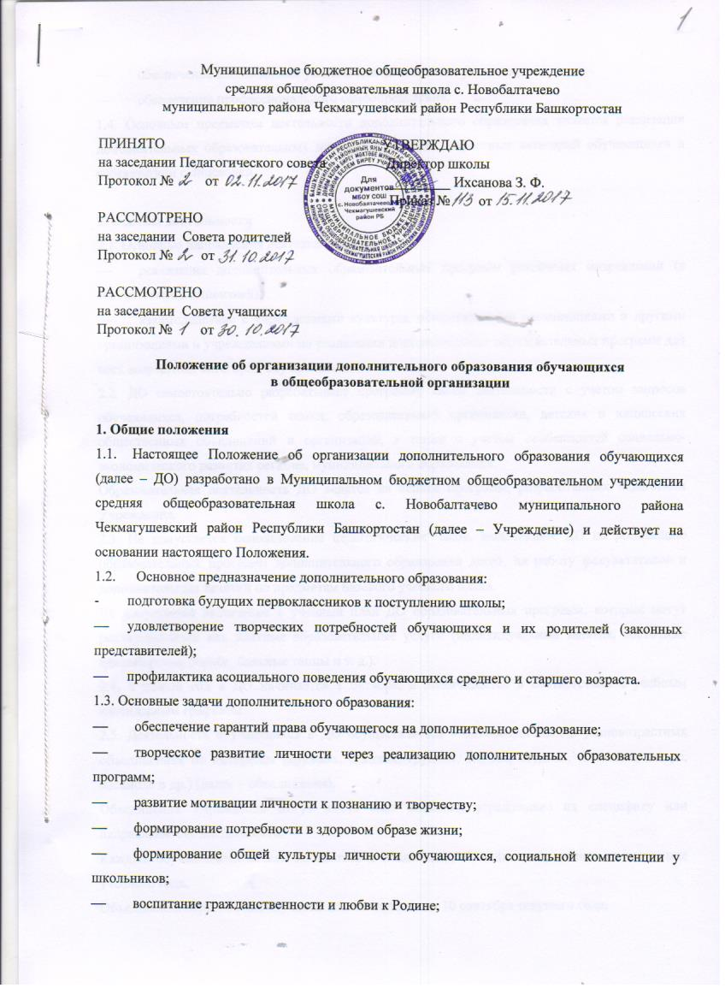 1
Муниципальное бюджетное общеобразовательное учреждение
средняя общеобразовательная школа с. Новобалтачево
муниципального района Чекмагушевский район Республики Башкортостан
ПРИНЯТО
на заседании Педагогического совета
Протокол № 2 от 02.11.2017
УТВЕРЖДАЮ
Директор школы
Ихсанова З. Ф.
Приказ № 113 от 15.11.2017
Для
документов
МБОУ СОШ
с. Новобалтачево
Чекмагушевский
район РБ
РАССМОТРЕНО
на заседании Совета родителей
Протокол № 2 от 31.10.2017
РАССМОТРЕНО
на заседании Совета учащихся
Протокол № 1 от 30.10.2017
Положение об организации дополнительного образования обучающихся
в общеобразовательной организации
1. Общие положения
1.1. Настоящее Положение об организации дополнительного образования обучающихся
(далее – ДО) разработано в Муниципальном бюджетном общеобразовательном учреждении
средняя общеобразовательная школа с. Новобалтачево муниципального района
Чекмагушевский район Республики Башкортостан (далее – Учреждение) и действует на
основании настоящего Положения.
1.2. Основное предназначение дополнительного образования:
- подготовка будущих первоклассников к поступлению школы;
— удовлетворение творческих потребностей обучающихся и их родителей (законных
представителей);
— профилактика асоциального поведения обучающихся среднего и старшего возраста.
1.3. Основные задачи дополнительного образования:
— обеспечение гарантий права обучающегося на дополнительное образование;
— творческое развитие личности через реализацию дополнительных образовательных
программ;
— развитие мотивации личности к познанию и творчеству;
— формирование потребности в здоровом образе жизни;
— формирование общей культуры личности обучающихся, социальной компетенции у
школьников;
— воспитание гражданственности и любви к Родине;